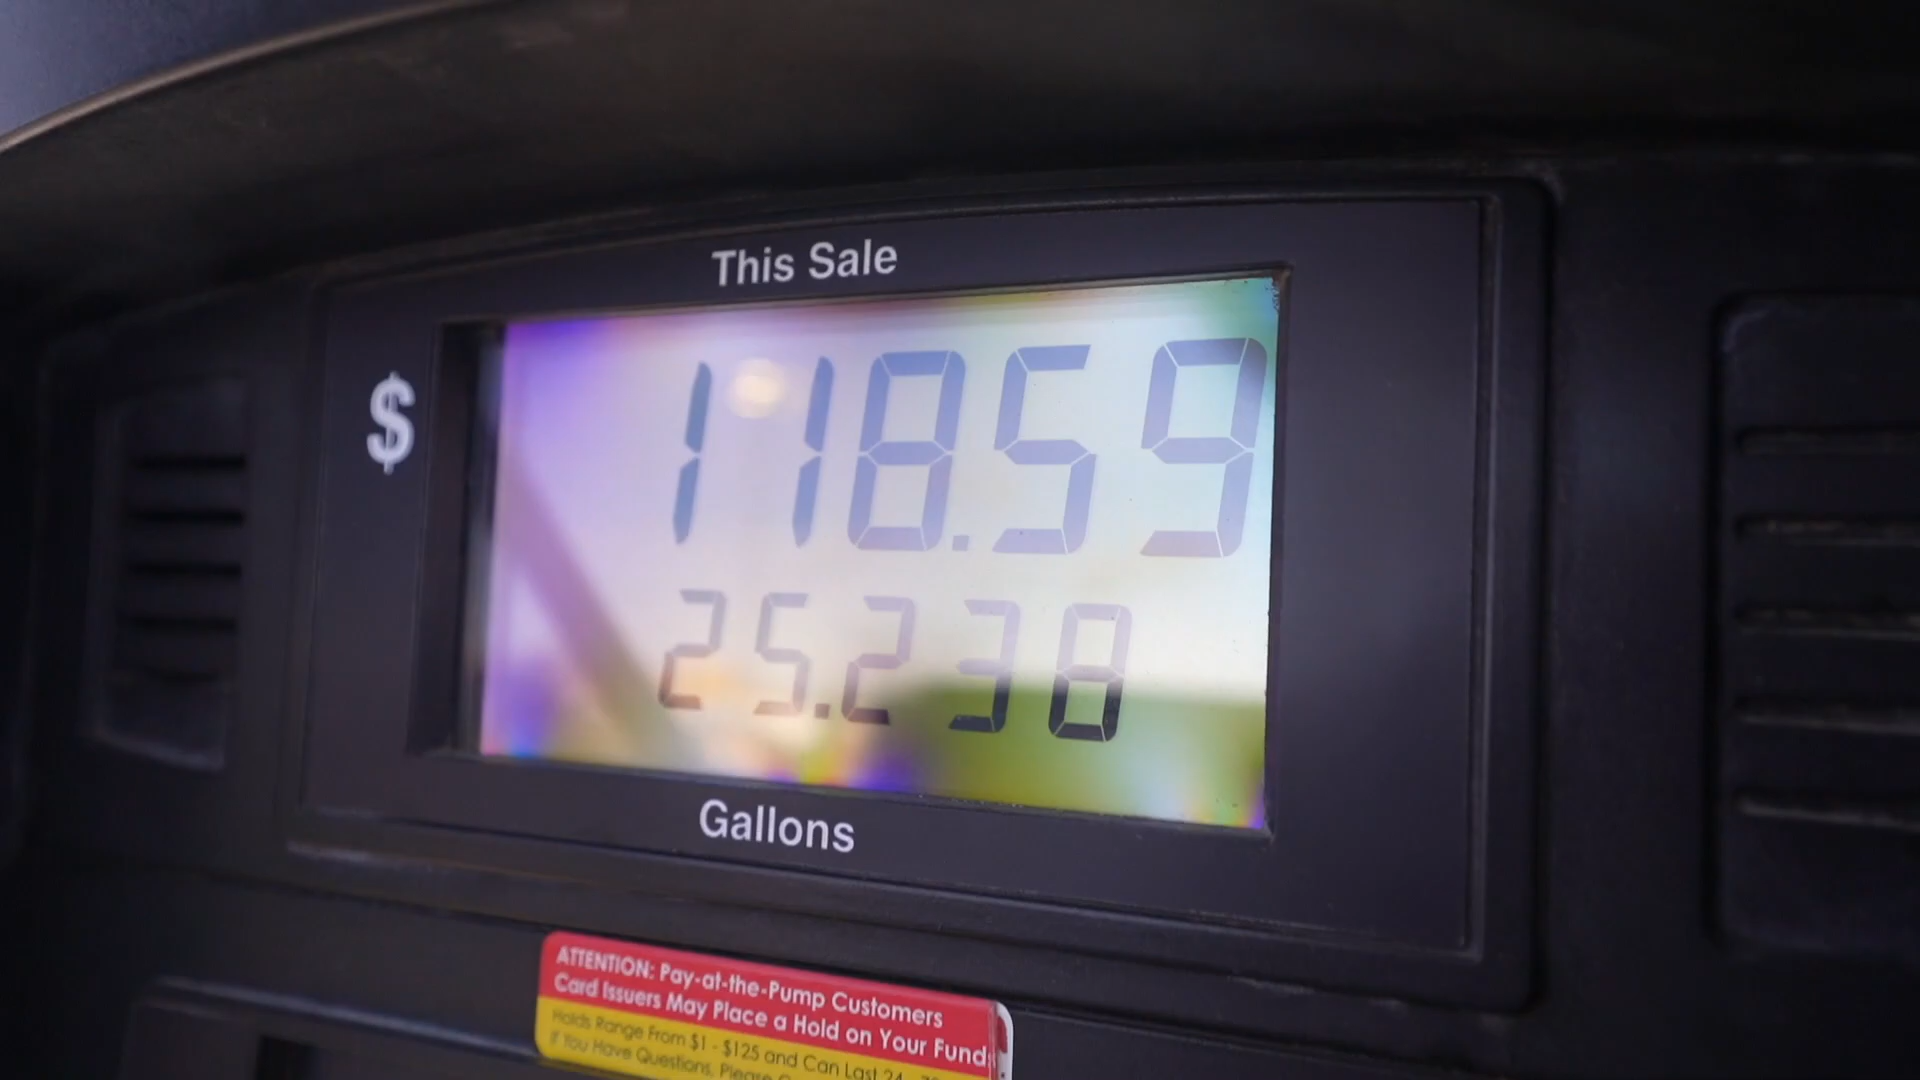 This Sale
$ 118.59
25.238
Gallons
ATTENTION: Pay-at-the-Pump Customers
Card Issuers May Place a Hold on Your Funds
Holds Range From $1 - $125 and Can Last 24
If You Have Questions, Please